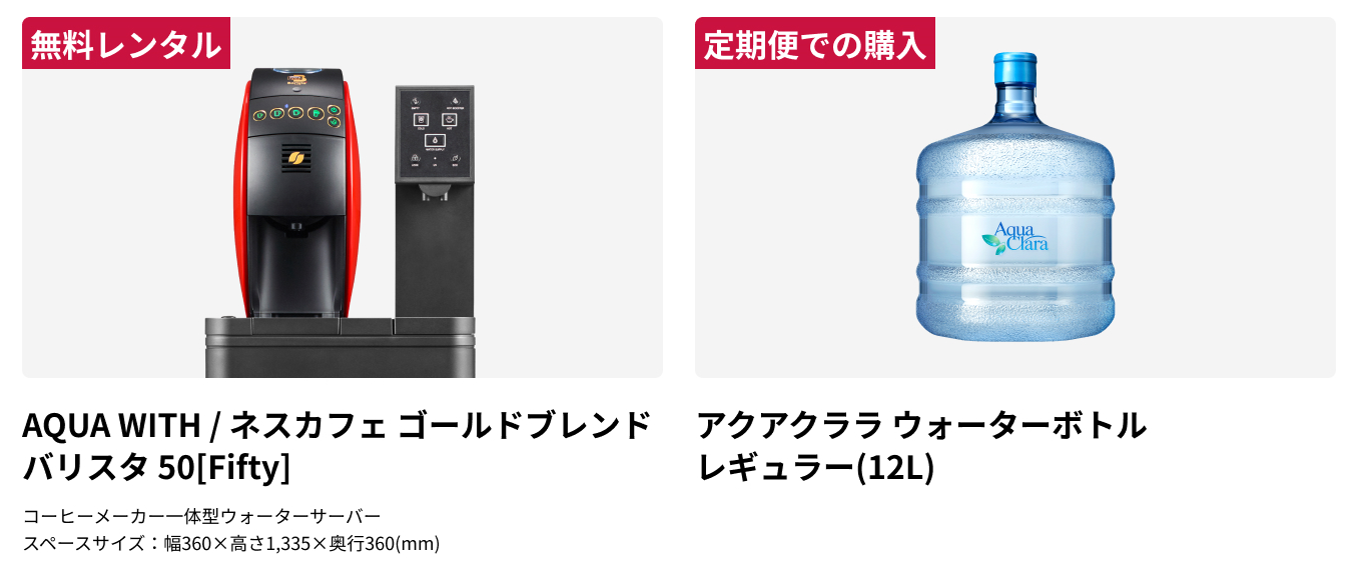 無料レンタル
AQUA WITH / ネスカフェ ゴールドブレンド
バリスタ 50[Fifty]
コーヒーメーカー一体型ウォーターサーバー
スペースサイズ：幅360×高さ1,335×奥行360(mm)
定期便での購入
Aqua
Clara
アクアクララ ウォーターボトル
レギュラー(12L)